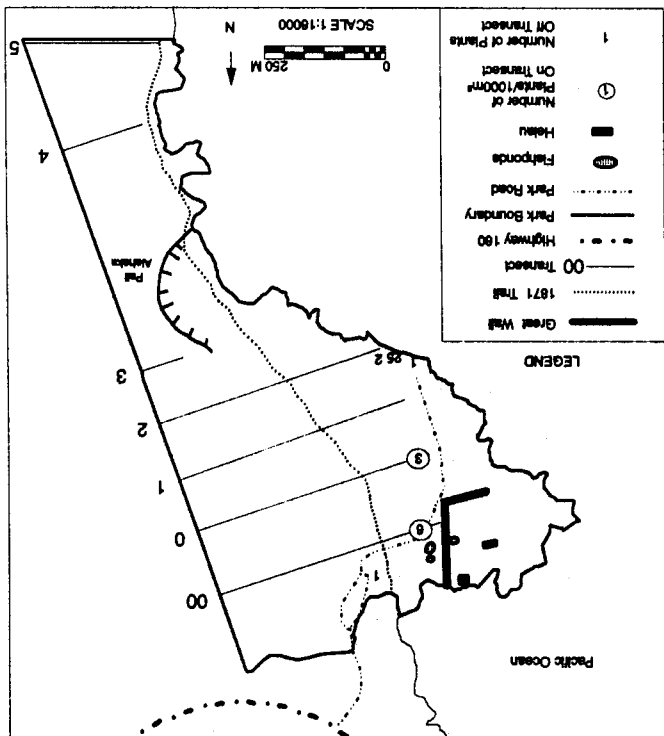 Pacific Ocean
00
1
6
0
3
1
2
25 2
3
Alahaka
Pali
4
5
LEGEND
Great Wall
1871 Trail
00 Transect
Highway 160
Park Boundary
Park Road
Fishponds
Heiau
1 Number of
Plants/1000m²
On Transect
1 Number of Plants
Off Transect
N
0 250 M
SCALE 1:16000